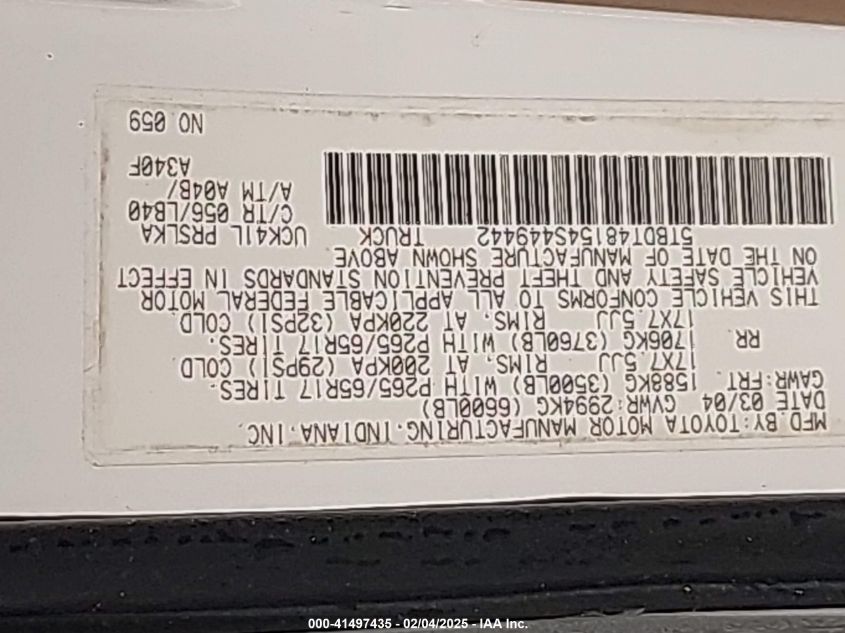 MFD.BY:TOYOTA MOTOR MANUFACTURING.INDIANA.INC.
DATE 03/04 GVWR:2994KG (6600LB)
GAWR:FRT. 1588KG (3500LB) WITH P265/65R17 TIRES.
17X7.5JJ RIMS, AT 200KPA (29PSI) COLD
RR. 1706KG (3760LB) WITH P265/65R17 TIRES.
17X7.5JJ RIMS, AT 220KPA (32PSI) COLD
THIS VEHICLE CONFORMS TO ALL APPLICABLE FEDERAL MOTOR
VEHICLE SAFETY AND THEFT PREVENTION STANDARDS IN EFFECT
ON THE DATE OF MANUFACTURE SHOWN ABOVE
5TBDT48154S449442 TRUCK UCK41L PRSLKA
C/TR 056/LB40
A/TM A04B/
A340F
NO 059
000-41497435 - 02/04/2025 - IAA Inc.